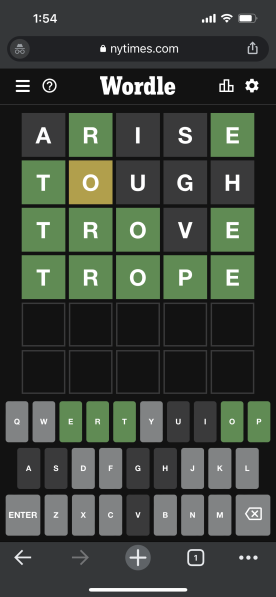 1:54
nytimes.com
Wordle
A R I S E
T O U G H
T R O V E
T R O P E
Q W E R T Y U I O P
A S D F G H J K L
ENTER Z X C V B N M
1